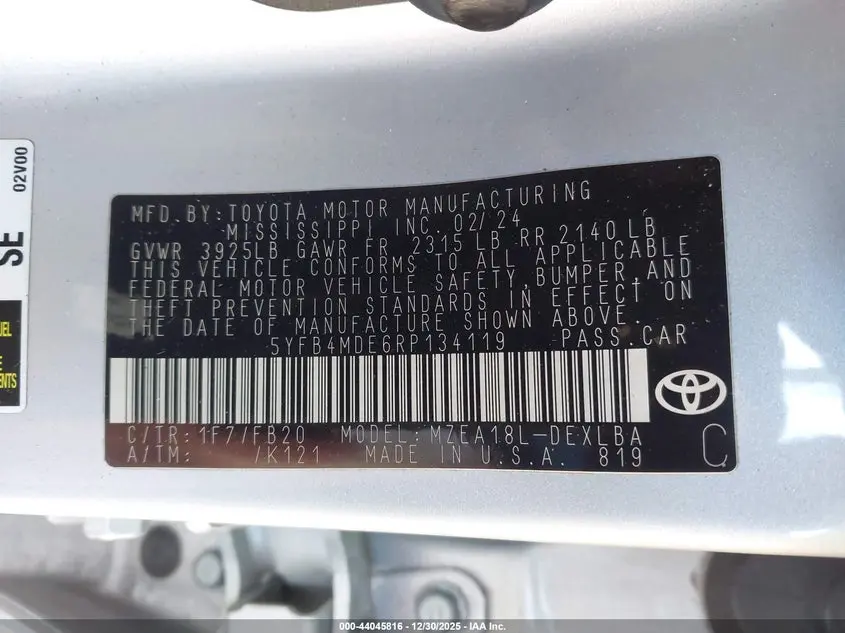 02V00
SE
UEL
E
ENTS
MFD. BY: TOYOTA MOTOR MANUFACTURING
MISSISSIPPI INC. 02/24
GVWR 3925LB GAWR FR 2315 LB RR 2140 LB
THIS VEHICLE CONFORMS TO ALL APPLICABLE
FEDERAL MOTOR VEHICLE SAFETY, BUMPER, AND
THEFT PREVENTION STANDARDS IN EFFECT ON
THE DATE OF MANUFACTURE SHOWN ABOVE.
5YFB4MDE6RP134119 PASS.CAR
C/TR: 1F7/FB20 MODEL: MZEA18L-DEXLBA
A/TM: /K121 MADE IN U.S.A. 819 C
000-44045816 - 12/30/2025 - IAA Inc.